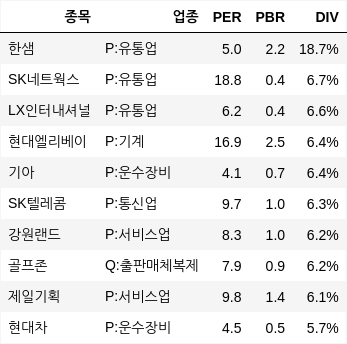 종목 업종 PER PBR DIV
한샘 P:유통업 5.0 2.2 18.7%
SK네트웍스 P:유통업 18.8 0.4 6.7%
LX인터내셔널 P:유통업 6.2 0.4 6.6%
현대엘리베이 P:기계 16.9 2.5 6.4%
기아 P:운수장비 4.1 0.7 6.4%
SK텔레콤 P:통신업 9.7 1.0 6.3%
강원랜드 P:서비스업 8.3 1.0 6.2%
골프존 Q:출판매체복제 7.9 0.9 6.2%
제일기획 P:서비스업 9.8 1.4 6.1%
현대차 P:운수장비 4.5 0.5 5.7%